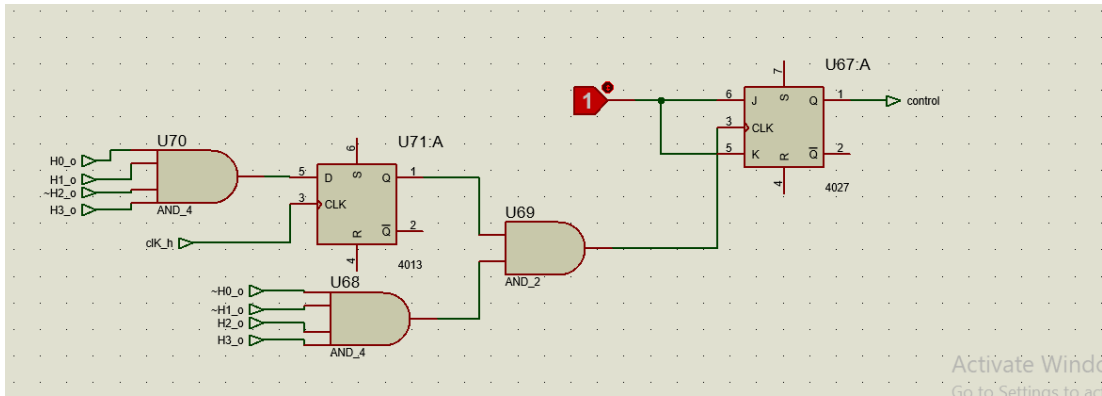 U67:A
7
1
6
J
S
Q
1
control
3
CLK
5
K
R
Q
2
4
4027
U70
H0_o
H1_o
~H2_o
H3_o
AND_4
U71:A
6
5
D
S
Q
1
3
CLK
clK_h
R
Q
2
4
4013
U69
AND_2
U68
~H0_o
~H1_o
H2_o
H3_o
AND_4
Activate Windo
Go to Settings to ac